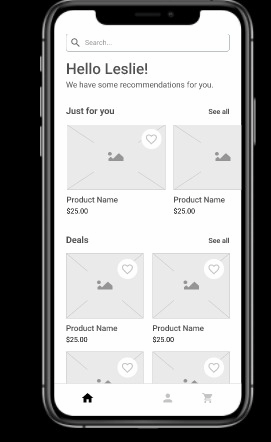 Search...
Hello Leslie!
We have some recommendations for you.
Just for you See all
Product Name Product Name
$25.00 $25.00
Deals See all
Product Name Product Name
$25.00 $25.00